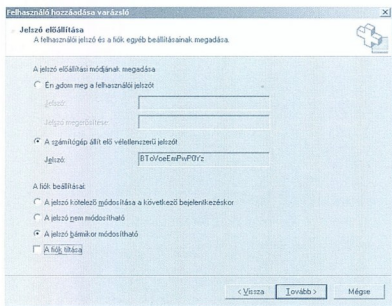 Felhasználó hozzáadása varázsló
Jelszó előállítása
A felhasználói jelszó és a fiók egyéb beállításainak megadása.
A jelszó előállítási módjának megadása
Én adom meg a felhasználói jelszót
Jelszó:
Jelszó megerősítése:
A számítógép állít elő véletlenszerű jelszót
Jelszó:
A fiók beállításai:
A jelszó kötelező módosítása a következő bejelentkezéskor
A jelszó nem módosítható
A jelszó bármikor módosítható
A fiók tiltása
< Vissza
Tovább >
Mégse